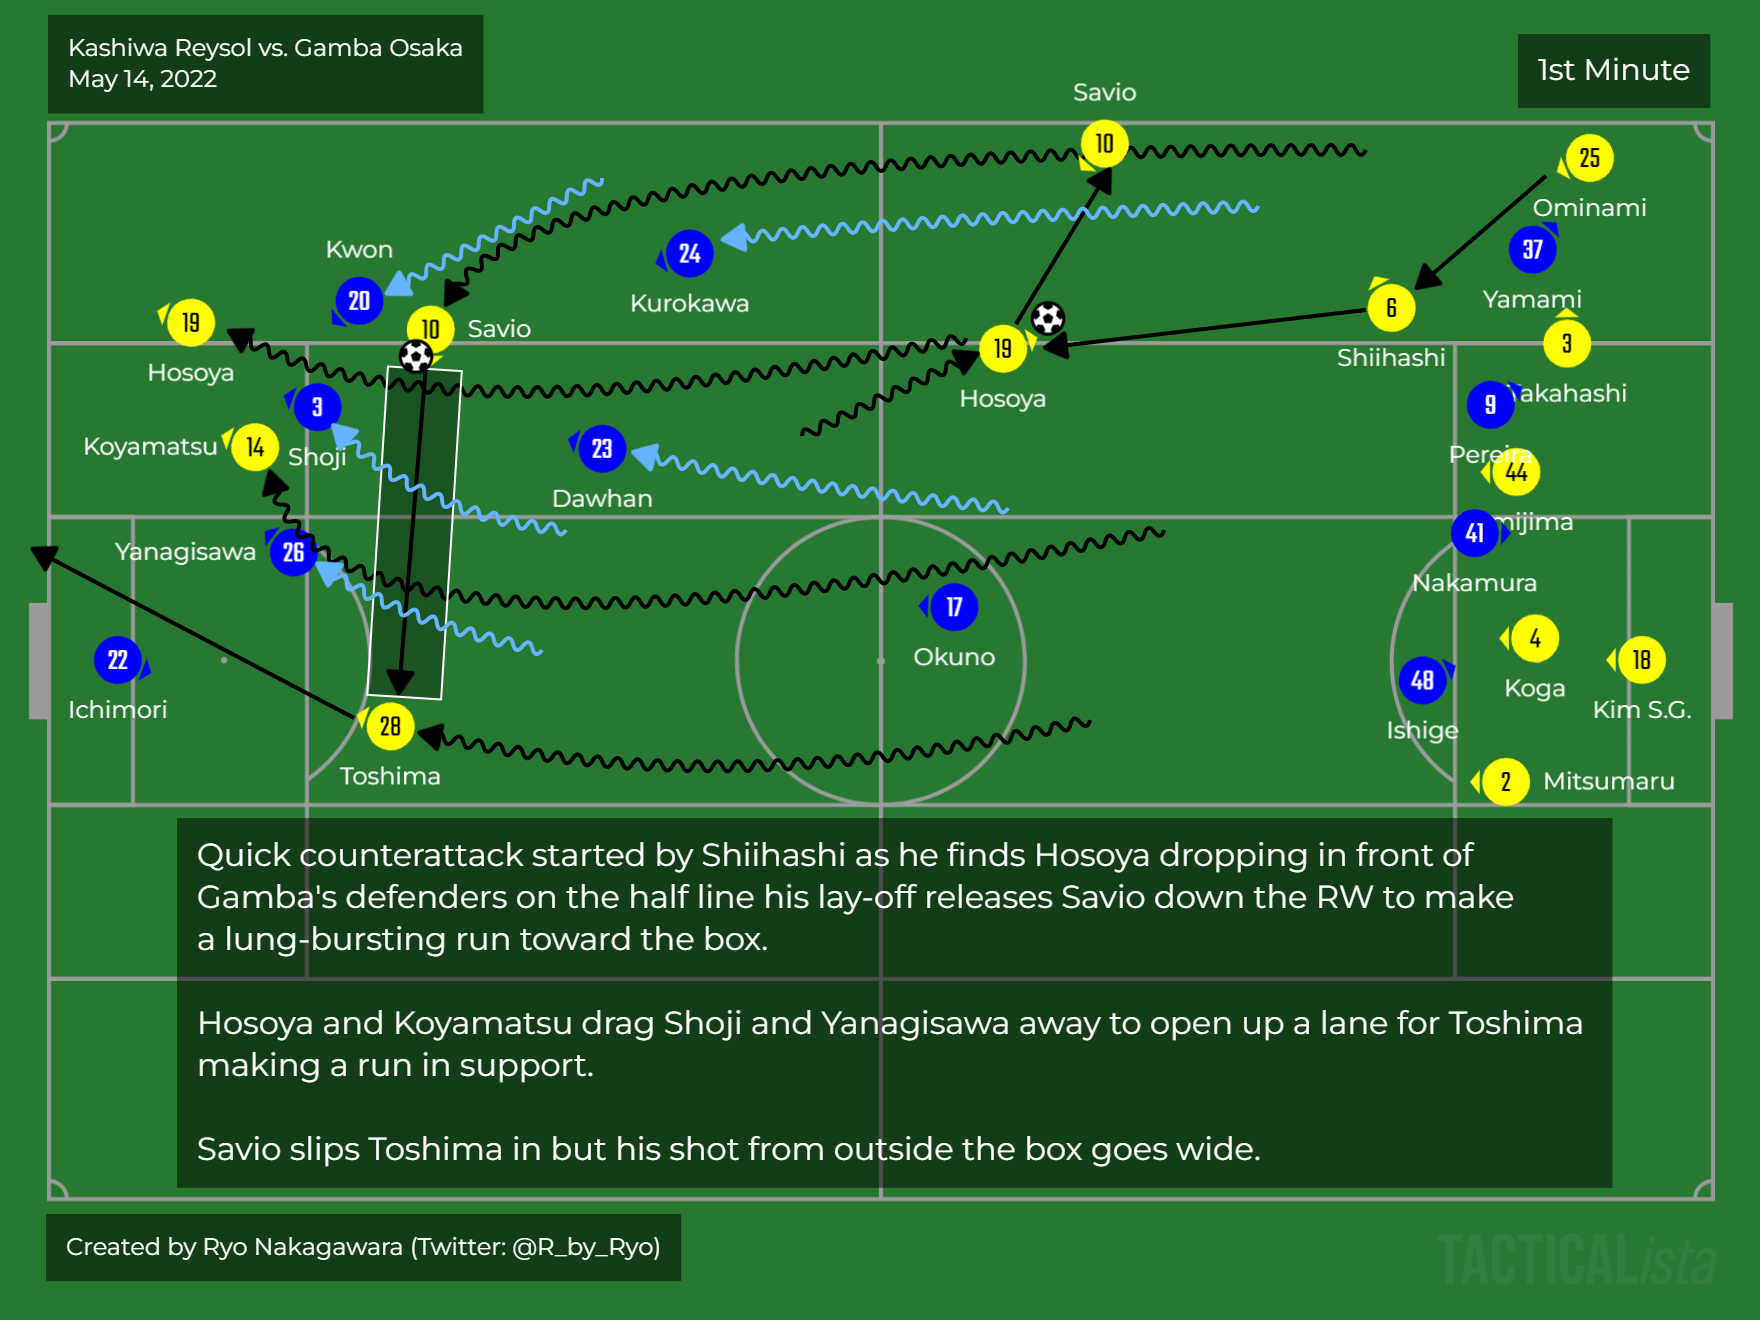 Kashiwa Reysol vs. Gamba Osaka
May 14, 2022
1st Minute
Savio
10
25
Ominami
37
Yamami
Kwon
20
24
Kurokawa
19
Hosoya
10
Savio
6
Shiihashi
19
Hosoya
3
9
akahashi
3
Shoji
Koyamatsu
14
23
Dawhan
Pereira
44
mijima
41
Nakamura
Yanagisawa
26
17
Okuno
22
Ichimori
4
Koga
18
Kim S.G.
48
Ishige
28
Toshima
2
Mitsumaru
Quick counterattack started by Shiihashi as he finds Hosoya dropping in front of
Gamba's defenders on the half line his lay-off releases Savio down the RW to make
a lung-bursting run toward the box.
Hosoya and Koyamatsu drag Shoji and Yanagisawa away to open up a lane for Toshima
making a run in support.
Savio slips Toshima in but his shot from outside the box goes wide.
Created by Ryo Nakagawara (Twitter: @R_by_Ryo)
TACTICALista